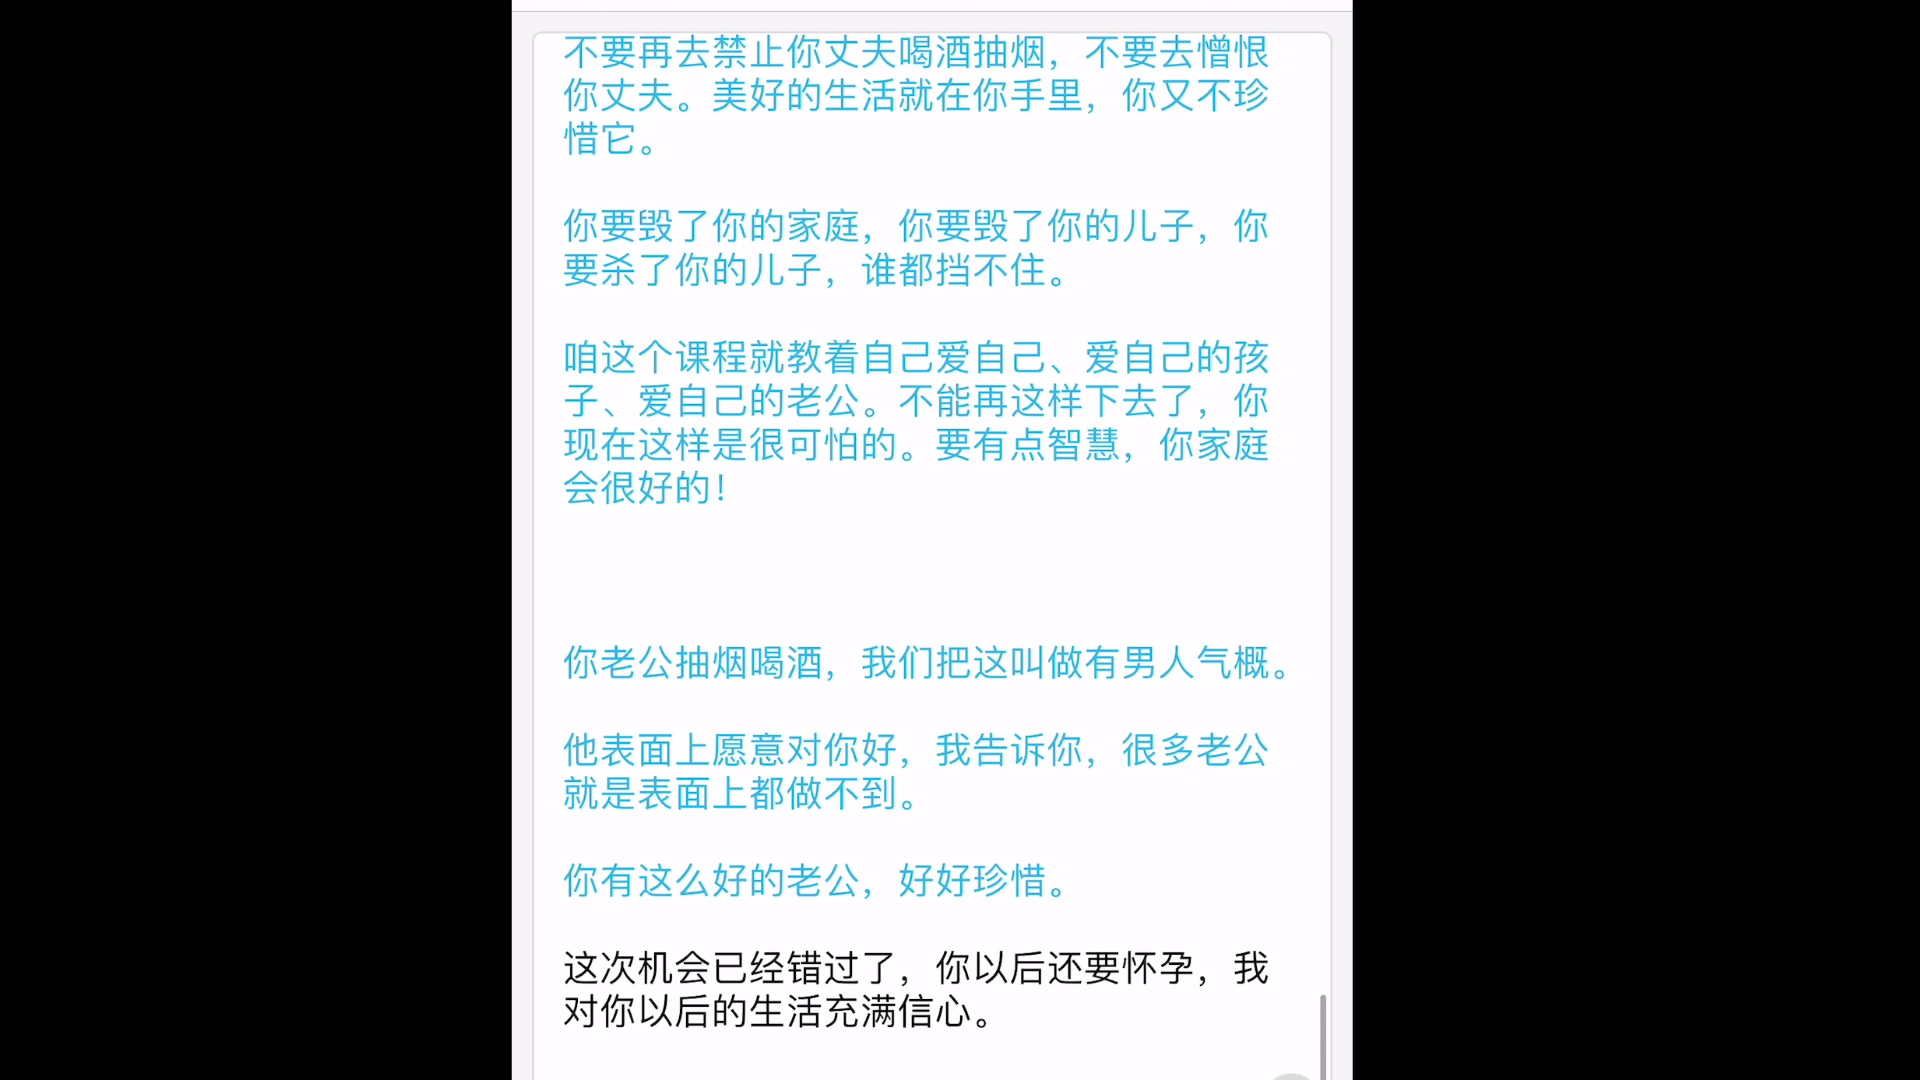 不要再去禁止你丈夫喝酒抽烟，不要去憎恨
你丈夫。美好的生活就在你手里，你又不珍
惜它。
你要毁了你的家庭，你要毁了你的儿子，你
要杀了你的儿子，谁都挡不住。
咱这个课程就教着自己爱自己、爱自己的孩
子、爱自己的老公。不能再这样下去了，你
现在这样是很可怕的。要有点智慧，你家庭
会很好的！
你老公抽烟喝酒，我们把这叫做有男人气概。
他表面上愿意对你好，我告诉你，很多老公
就是表面上都做不到。
你有这么好的老公，好好珍惜。
这次机会已经错过了，你以后还要怀孕，我
对你以后的生活充满信心。